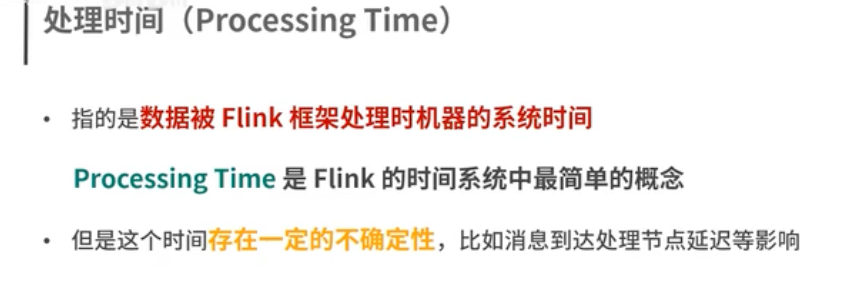 处理时间（Processing Time）
• 指的是数据被 Flink 框架处理时机器的系统时间
Processing Time 是 Flink 的时间系统中最简单的概念
• 但是这个时间存在一定的不确定性，比如消息到达处理节点延迟等影响